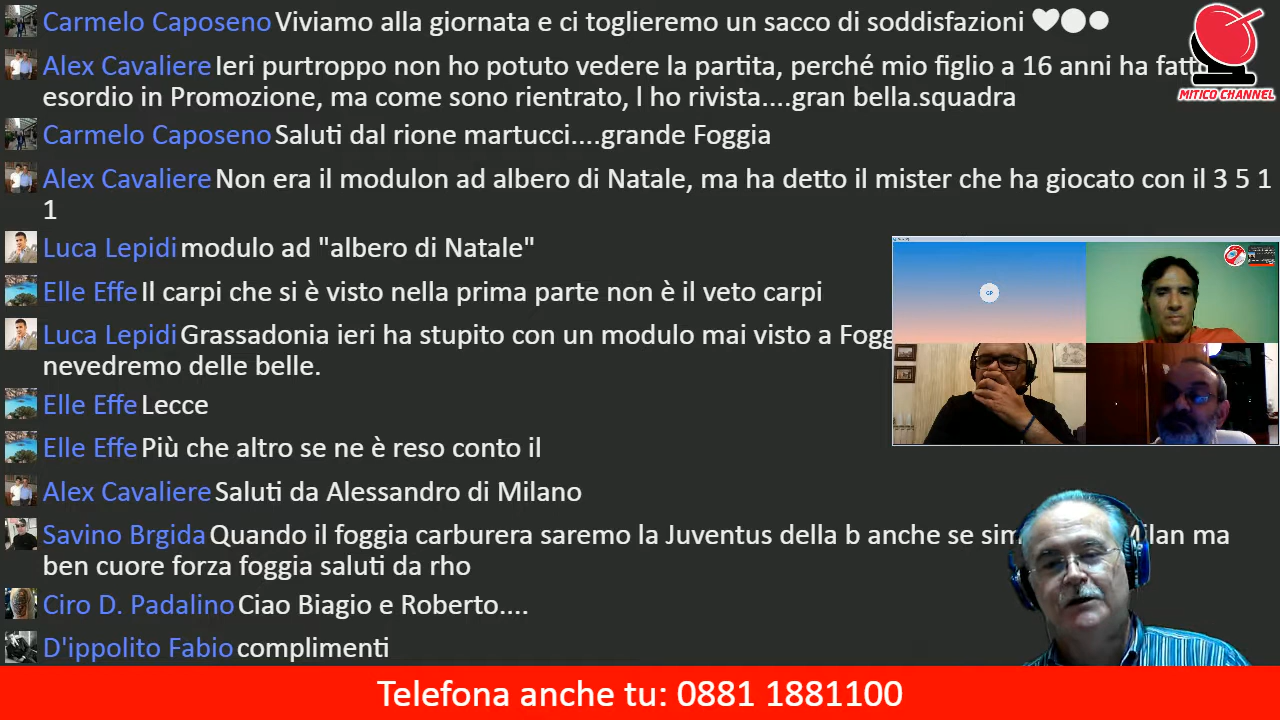 Carmelo Caposeno Viviamo alla giornata e ci toglieremo un sacco di soddisfazioni
Alex Cavaliere Ieri purtroppo non ho potuto vedere la partita, perché mio figlio a 16 anni ha fatto
esordio in Promozione, ma come sono rientrato, l ho rivista....gran bella.squadra
MITICO CHANNEL
Carmelo Caposeno Saluti dal rione martucci....grande Foggia
Alex Cavaliere Non era il modulon ad albero di Natale, ma ha detto il mister che ha giocato con il 3 5 1
1
Luca Lepidi modulo ad "albero di Natale"
Elle Effe Il carpi che si è visto nella prima parte non è il veto carpi
GP
Luca Lepidi Grassadonia ieri ha stupito con un modulo mai visto a Fogg
nevedremo delle belle.
Elle Effe Lecce
Elle Effe Più che altro se ne è reso conto il
Alex Cavaliere Saluti da Alessandro di Milano
Savino Brgida Quando il foggia carburera saremo la Juventus della b anche se sim ilan ma
ben cuore forza foggia saluti da rho
Ciro D. Padalino Ciao Biagio e Roberto....
D'ippolito Fabio complimenti
Telefona anche tu: 0881 1881100